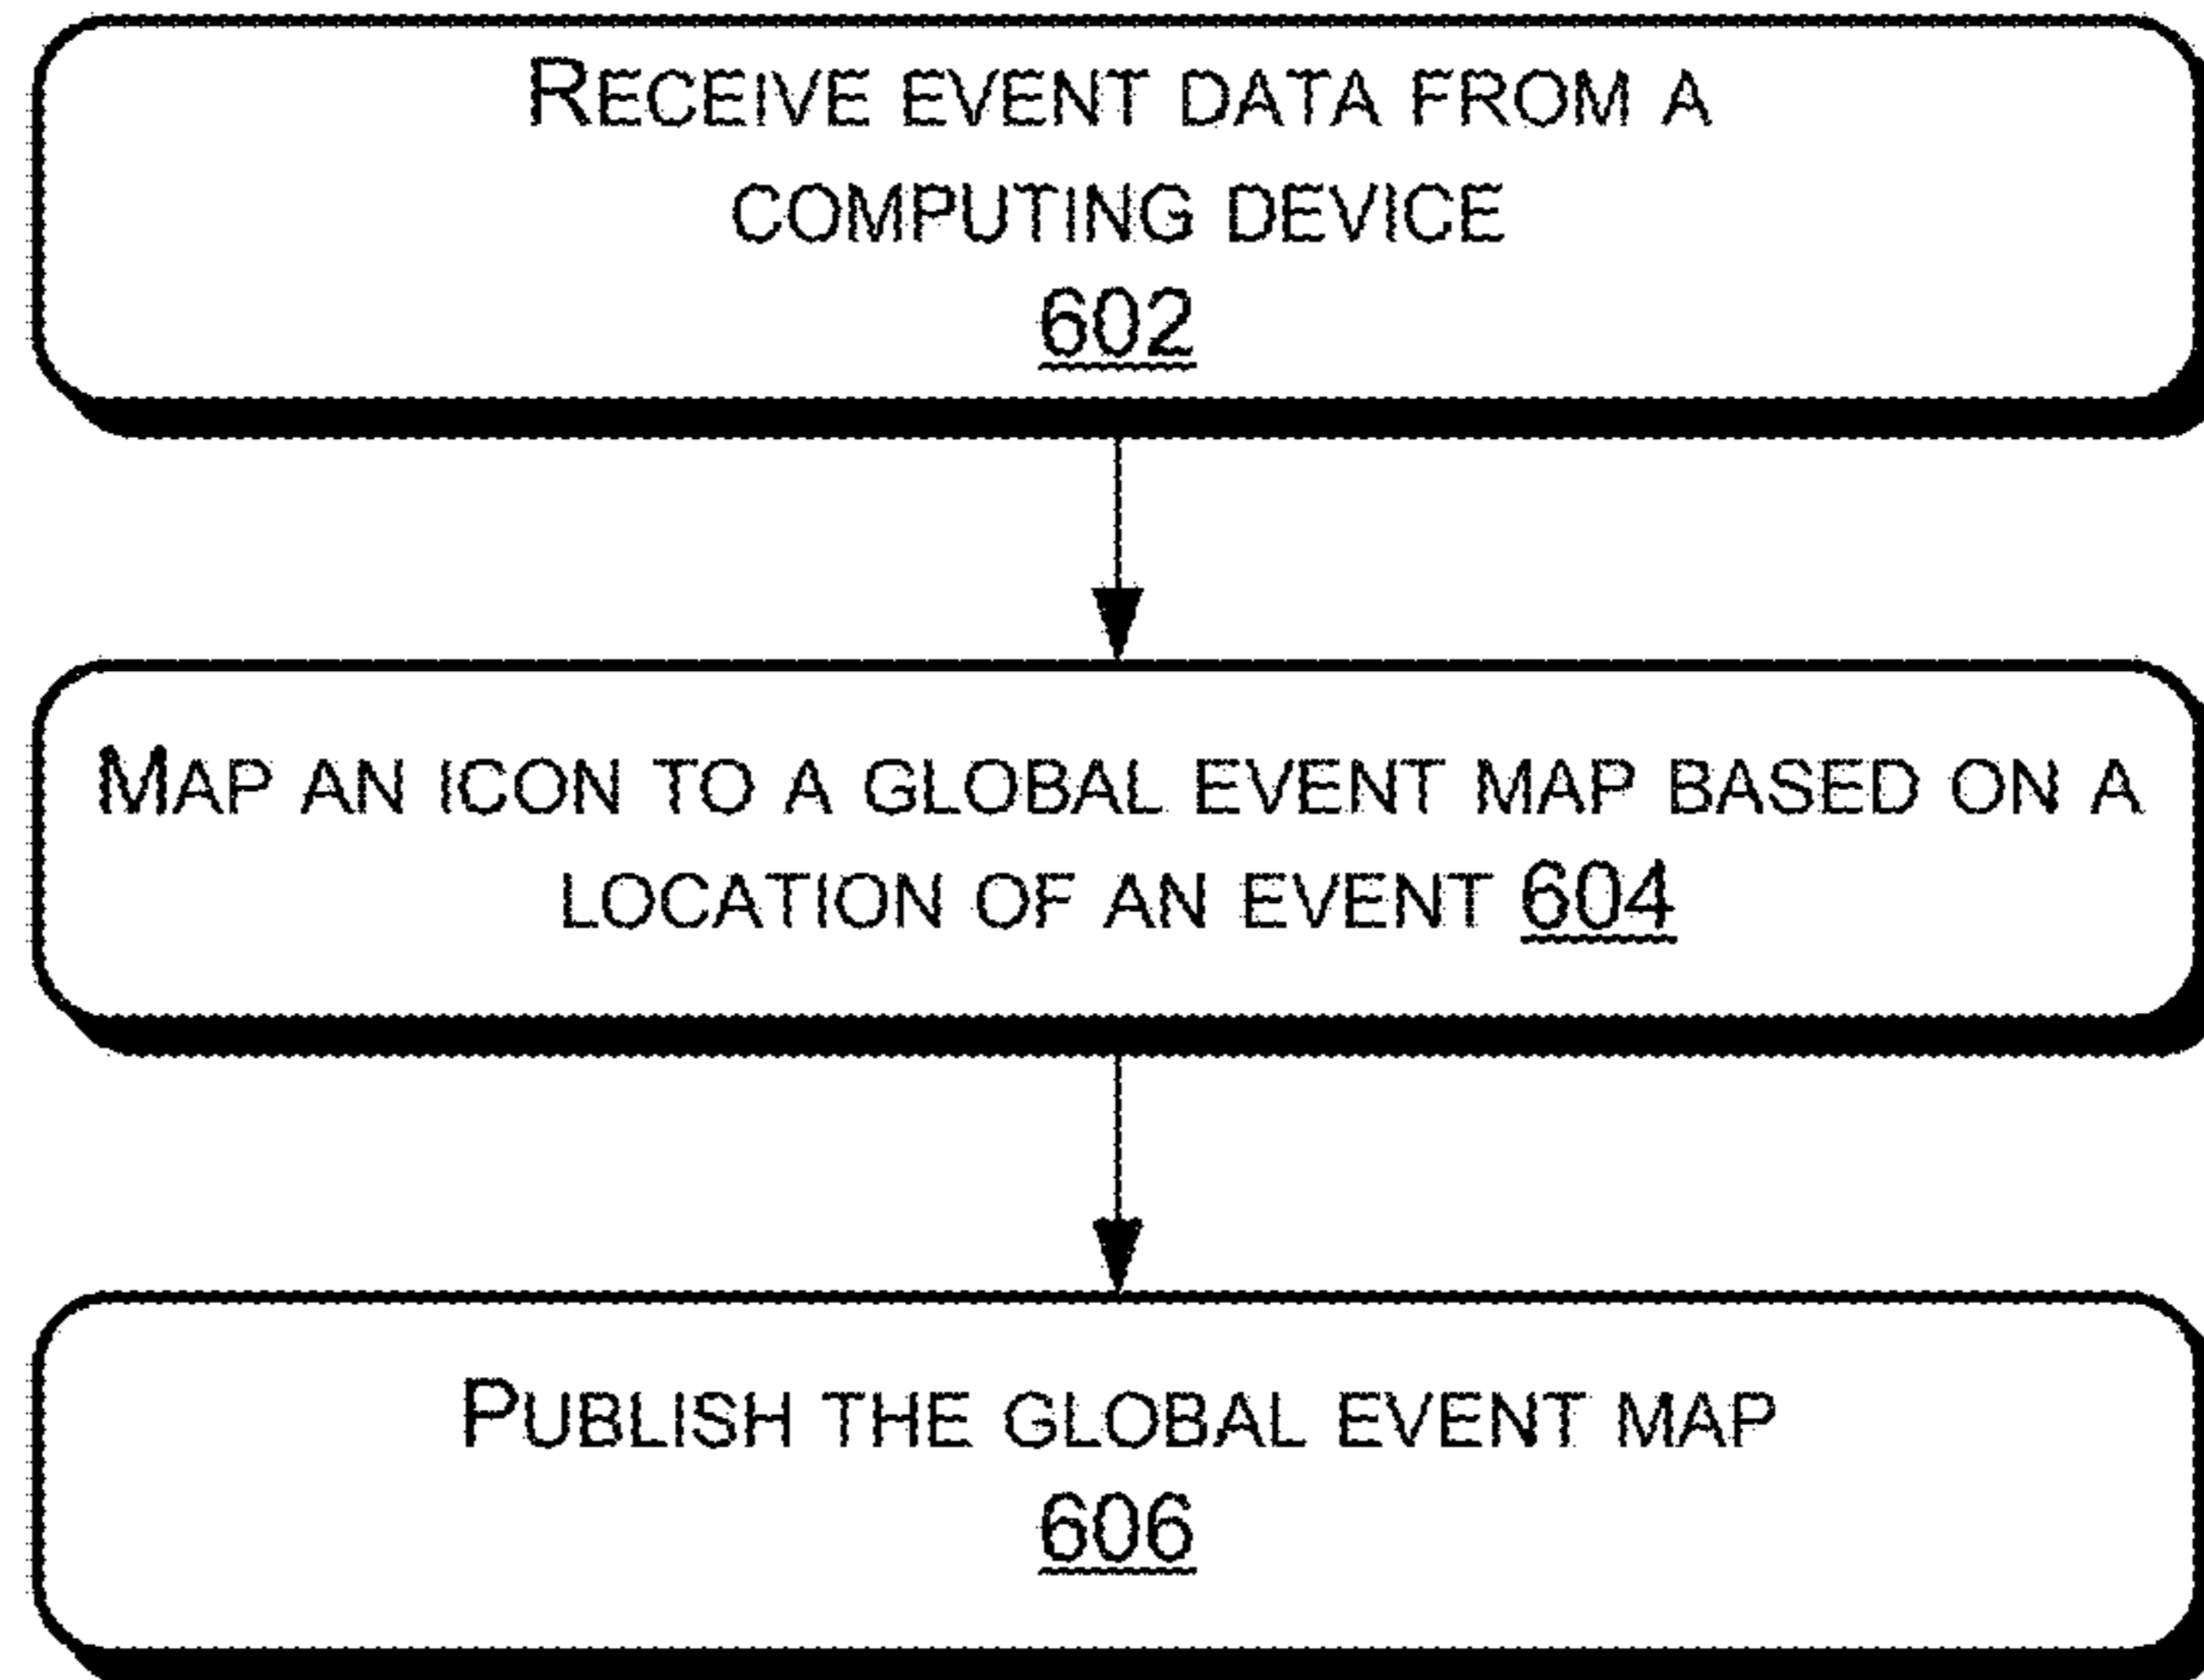 RECEIVE EVENT DATA FROM A
COMPUTING DEVICE
602
MAP AN ICON TO A GLOBAL EVENT MAP BASED ON A
LOCATION OF AN EVENT 604
PUBLISH THE GLOBAL EVENT MAP
606